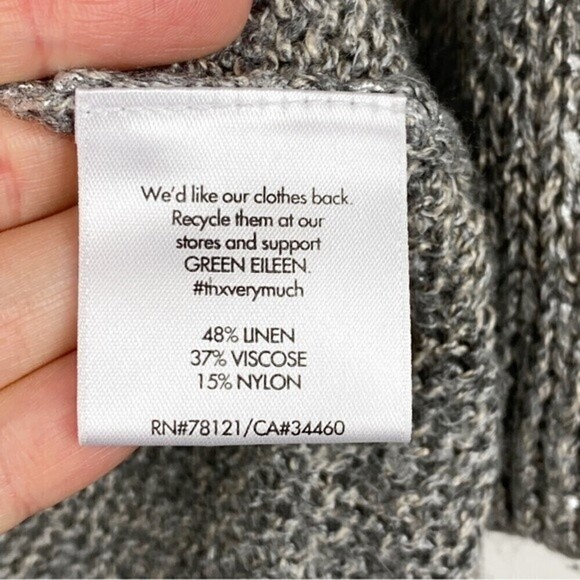 We'd like our clothes back.
Recycle them at our
stores and support
GREEN EILEEN.
#thxverymuch
48% LINEN
37% VISCOSE
15% NYLON
RN#78121/CA#34460